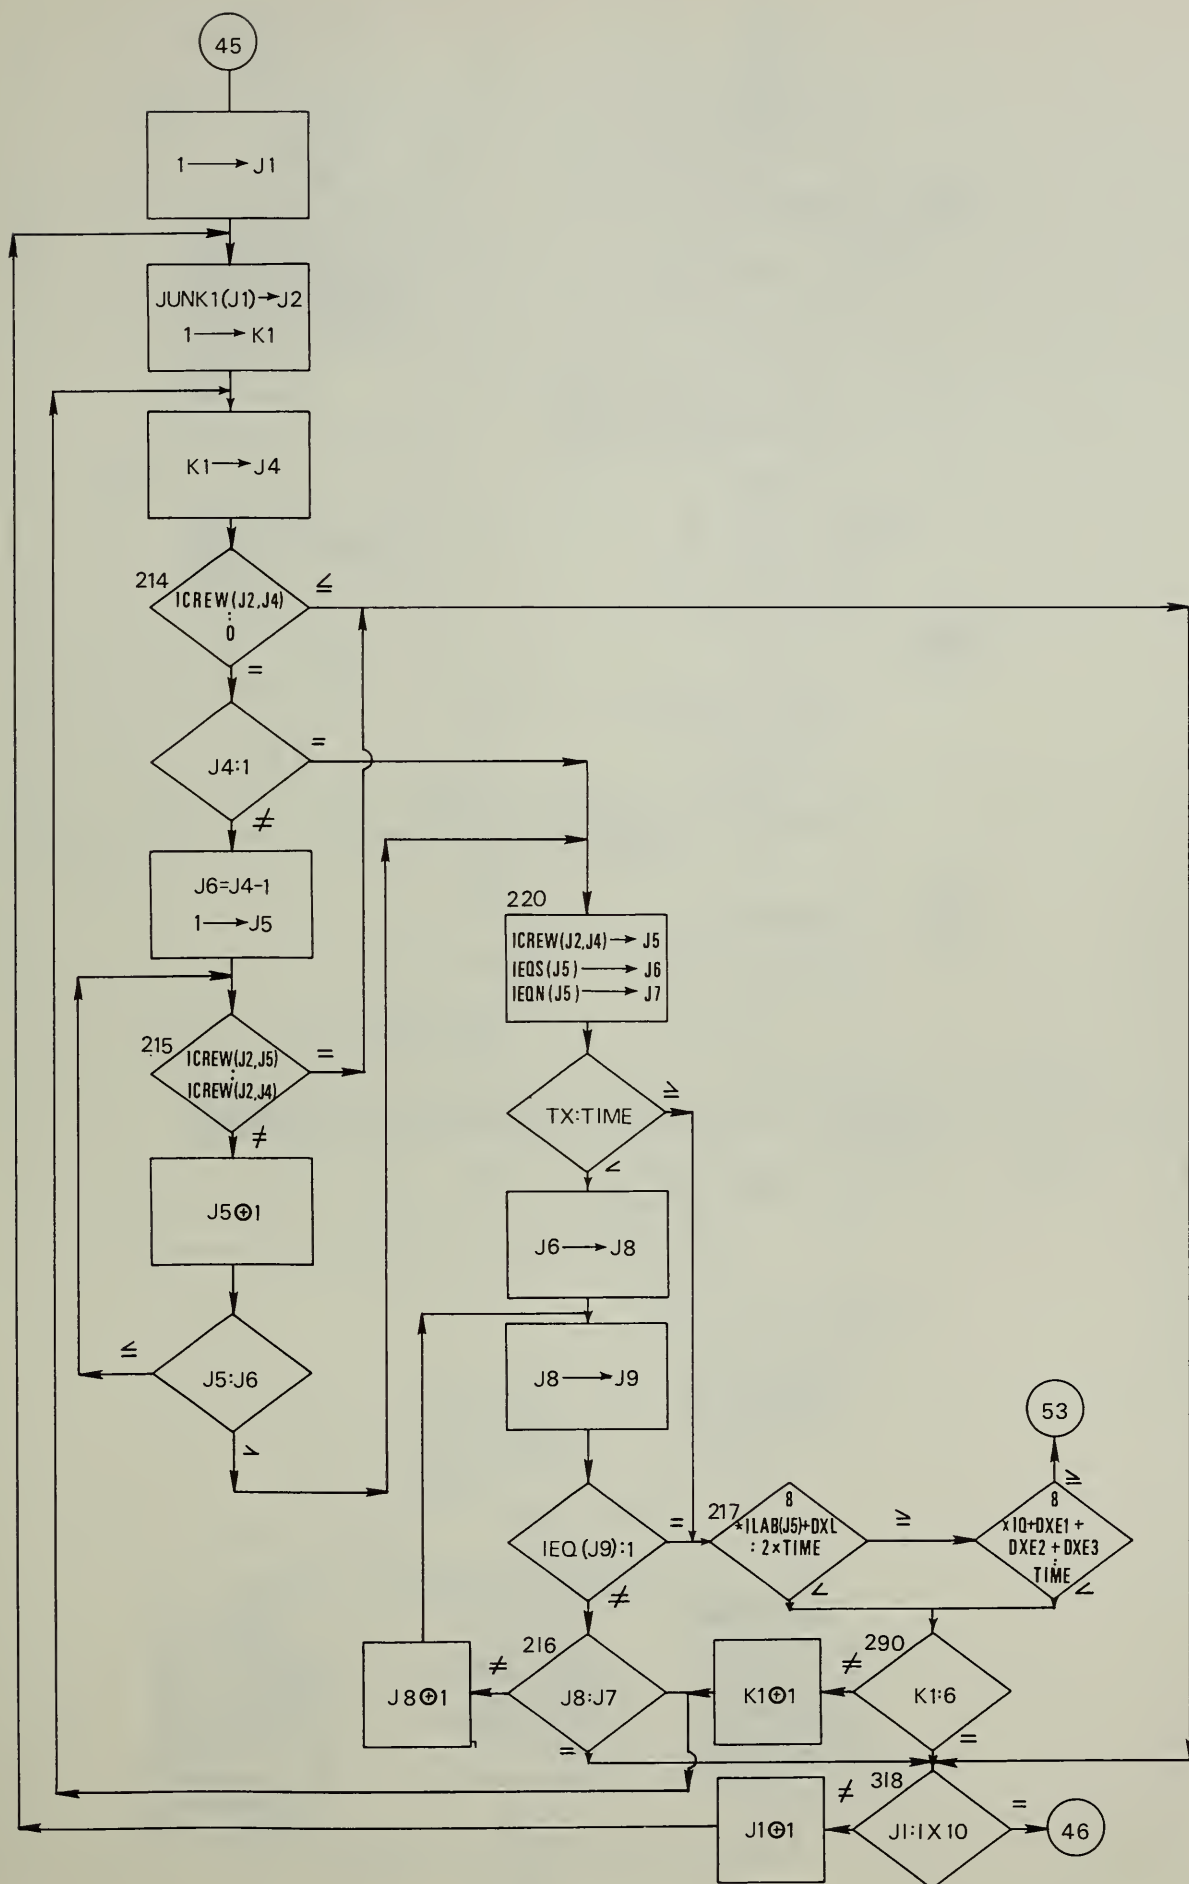 45
1 → J1
JUNK1(J1)→J2
1 → K1
K1 → J4
214
ICREW(J2,J4)
:
0
≦
=
J4:1
=
≠
J6=J4-1
1 → J5
215
ICREW(J2,J5)
:
ICREW(J2,J4)
=
≠
J5⊕1
J5:J6
≦
>
220
ICREW(J2,J4) → J5
IEQS(J5) → J6
IEQN(J5) → J7
TX:TIME
≧
<
J6 → J8
J8 → J9
IEQ(J9):1
=
≠
217
8
*ILAB(J5)+DXL
: 2×TIME
≧
<
53
≧
8
×IQ+DXE1+
DXE2+DXE3
:
TIME
<
216
J8:J7
≠
=
J8⊕1
K1⊕1
290
K1:6
≠
=
318
J1:IX10
≠
=
J1⊕1
46